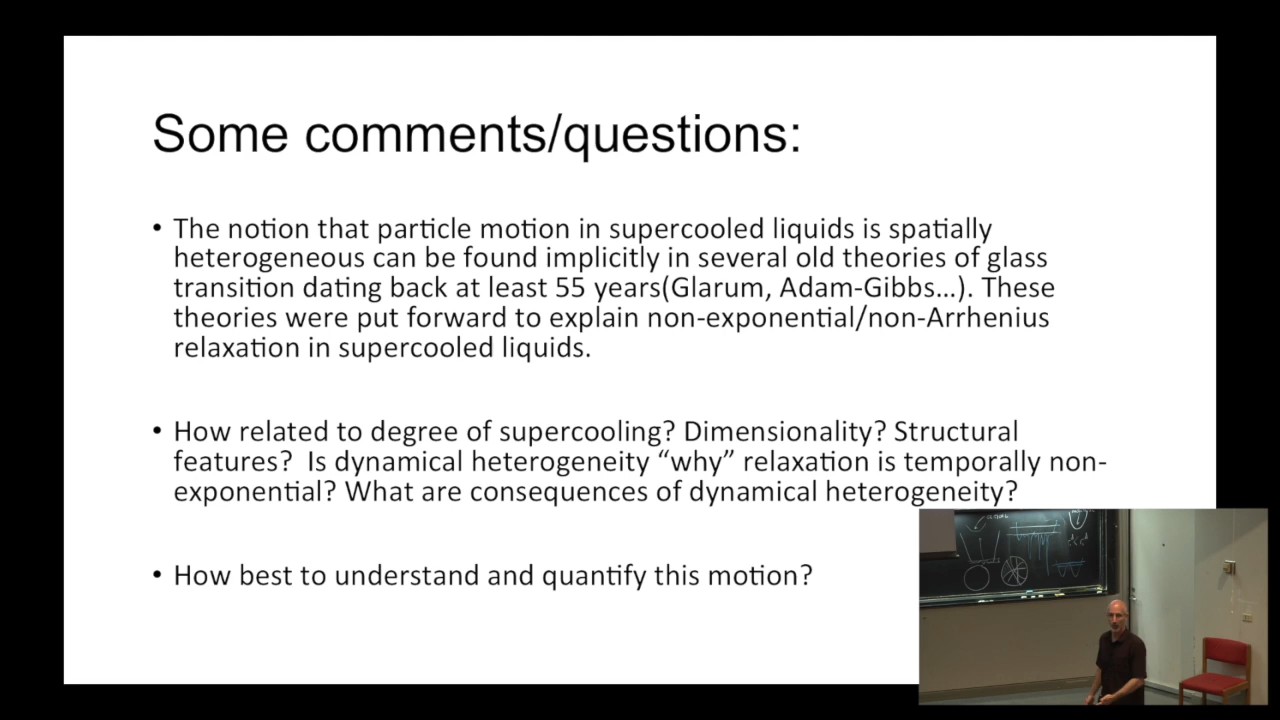 Some comments/questions:
• The notion that particle motion in supercooled liquids is spatially
heterogeneous can be found implicitly in several old theories of glass
transition dating back at least 55 years(Glarum, Adam-Gibbs…). These
theories were put forward to explain non-exponential/non-Arrhenius
relaxation in supercooled liquids.
• How related to degree of supercooling? Dimensionality? Structural
features?  Is dynamical heterogeneity “why” relaxation is temporally non-
exponential? What are consequences of dynamical heterogeneity?
• How best to understand and quantify this motion?